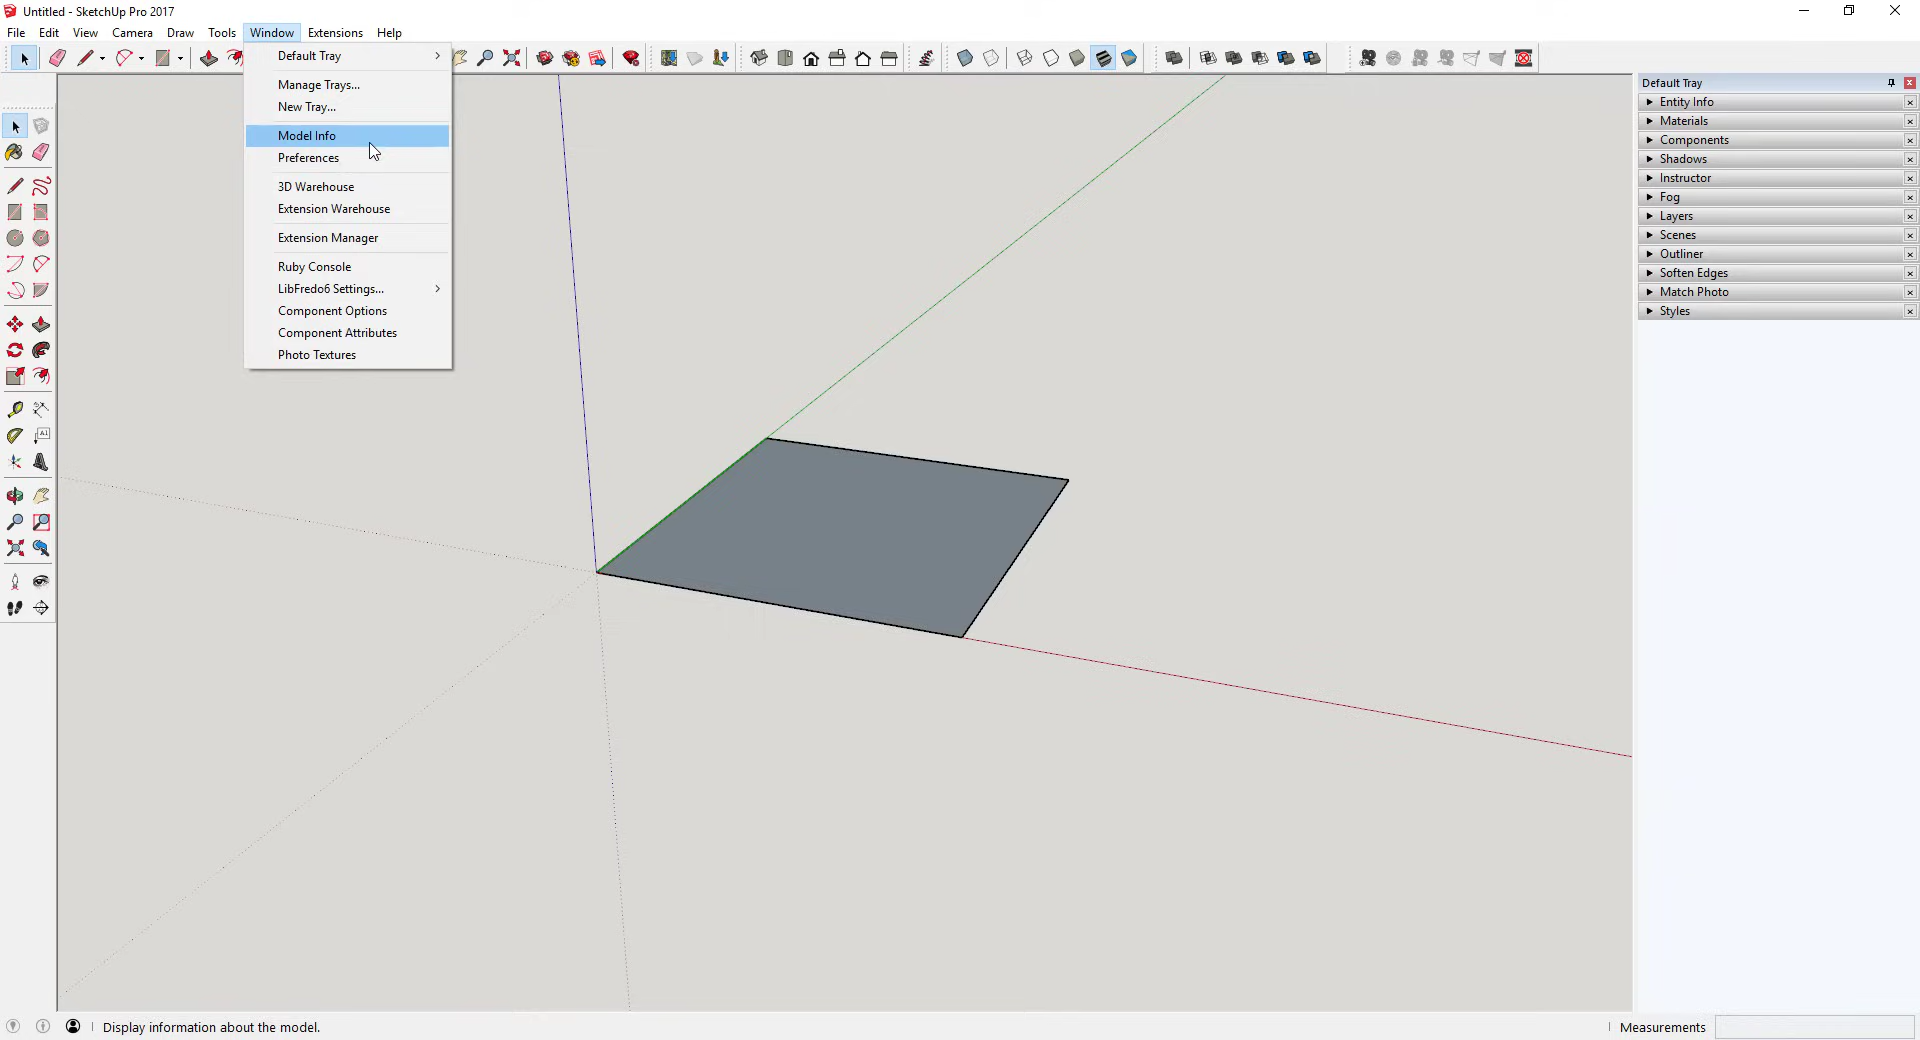 Untitled - SketchUp Pro 2017
File Edit View Camera Draw Tools Window Extensions Help
Default Tray
Manage Trays...
New Tray...
Model Info
Preferences
3D Warehouse
Extension Warehouse
Extension Manager
Ruby Console
LibFredo6 Settings...
Component Options
Component Attributes
Photo Textures
A1
Default Tray
Entity Info
Materials
Components
Shadows
Instructor
Fog
Layers
Scenes
Outliner
Soften Edges
Match Photo
Styles
Display information about the model.
Measurements